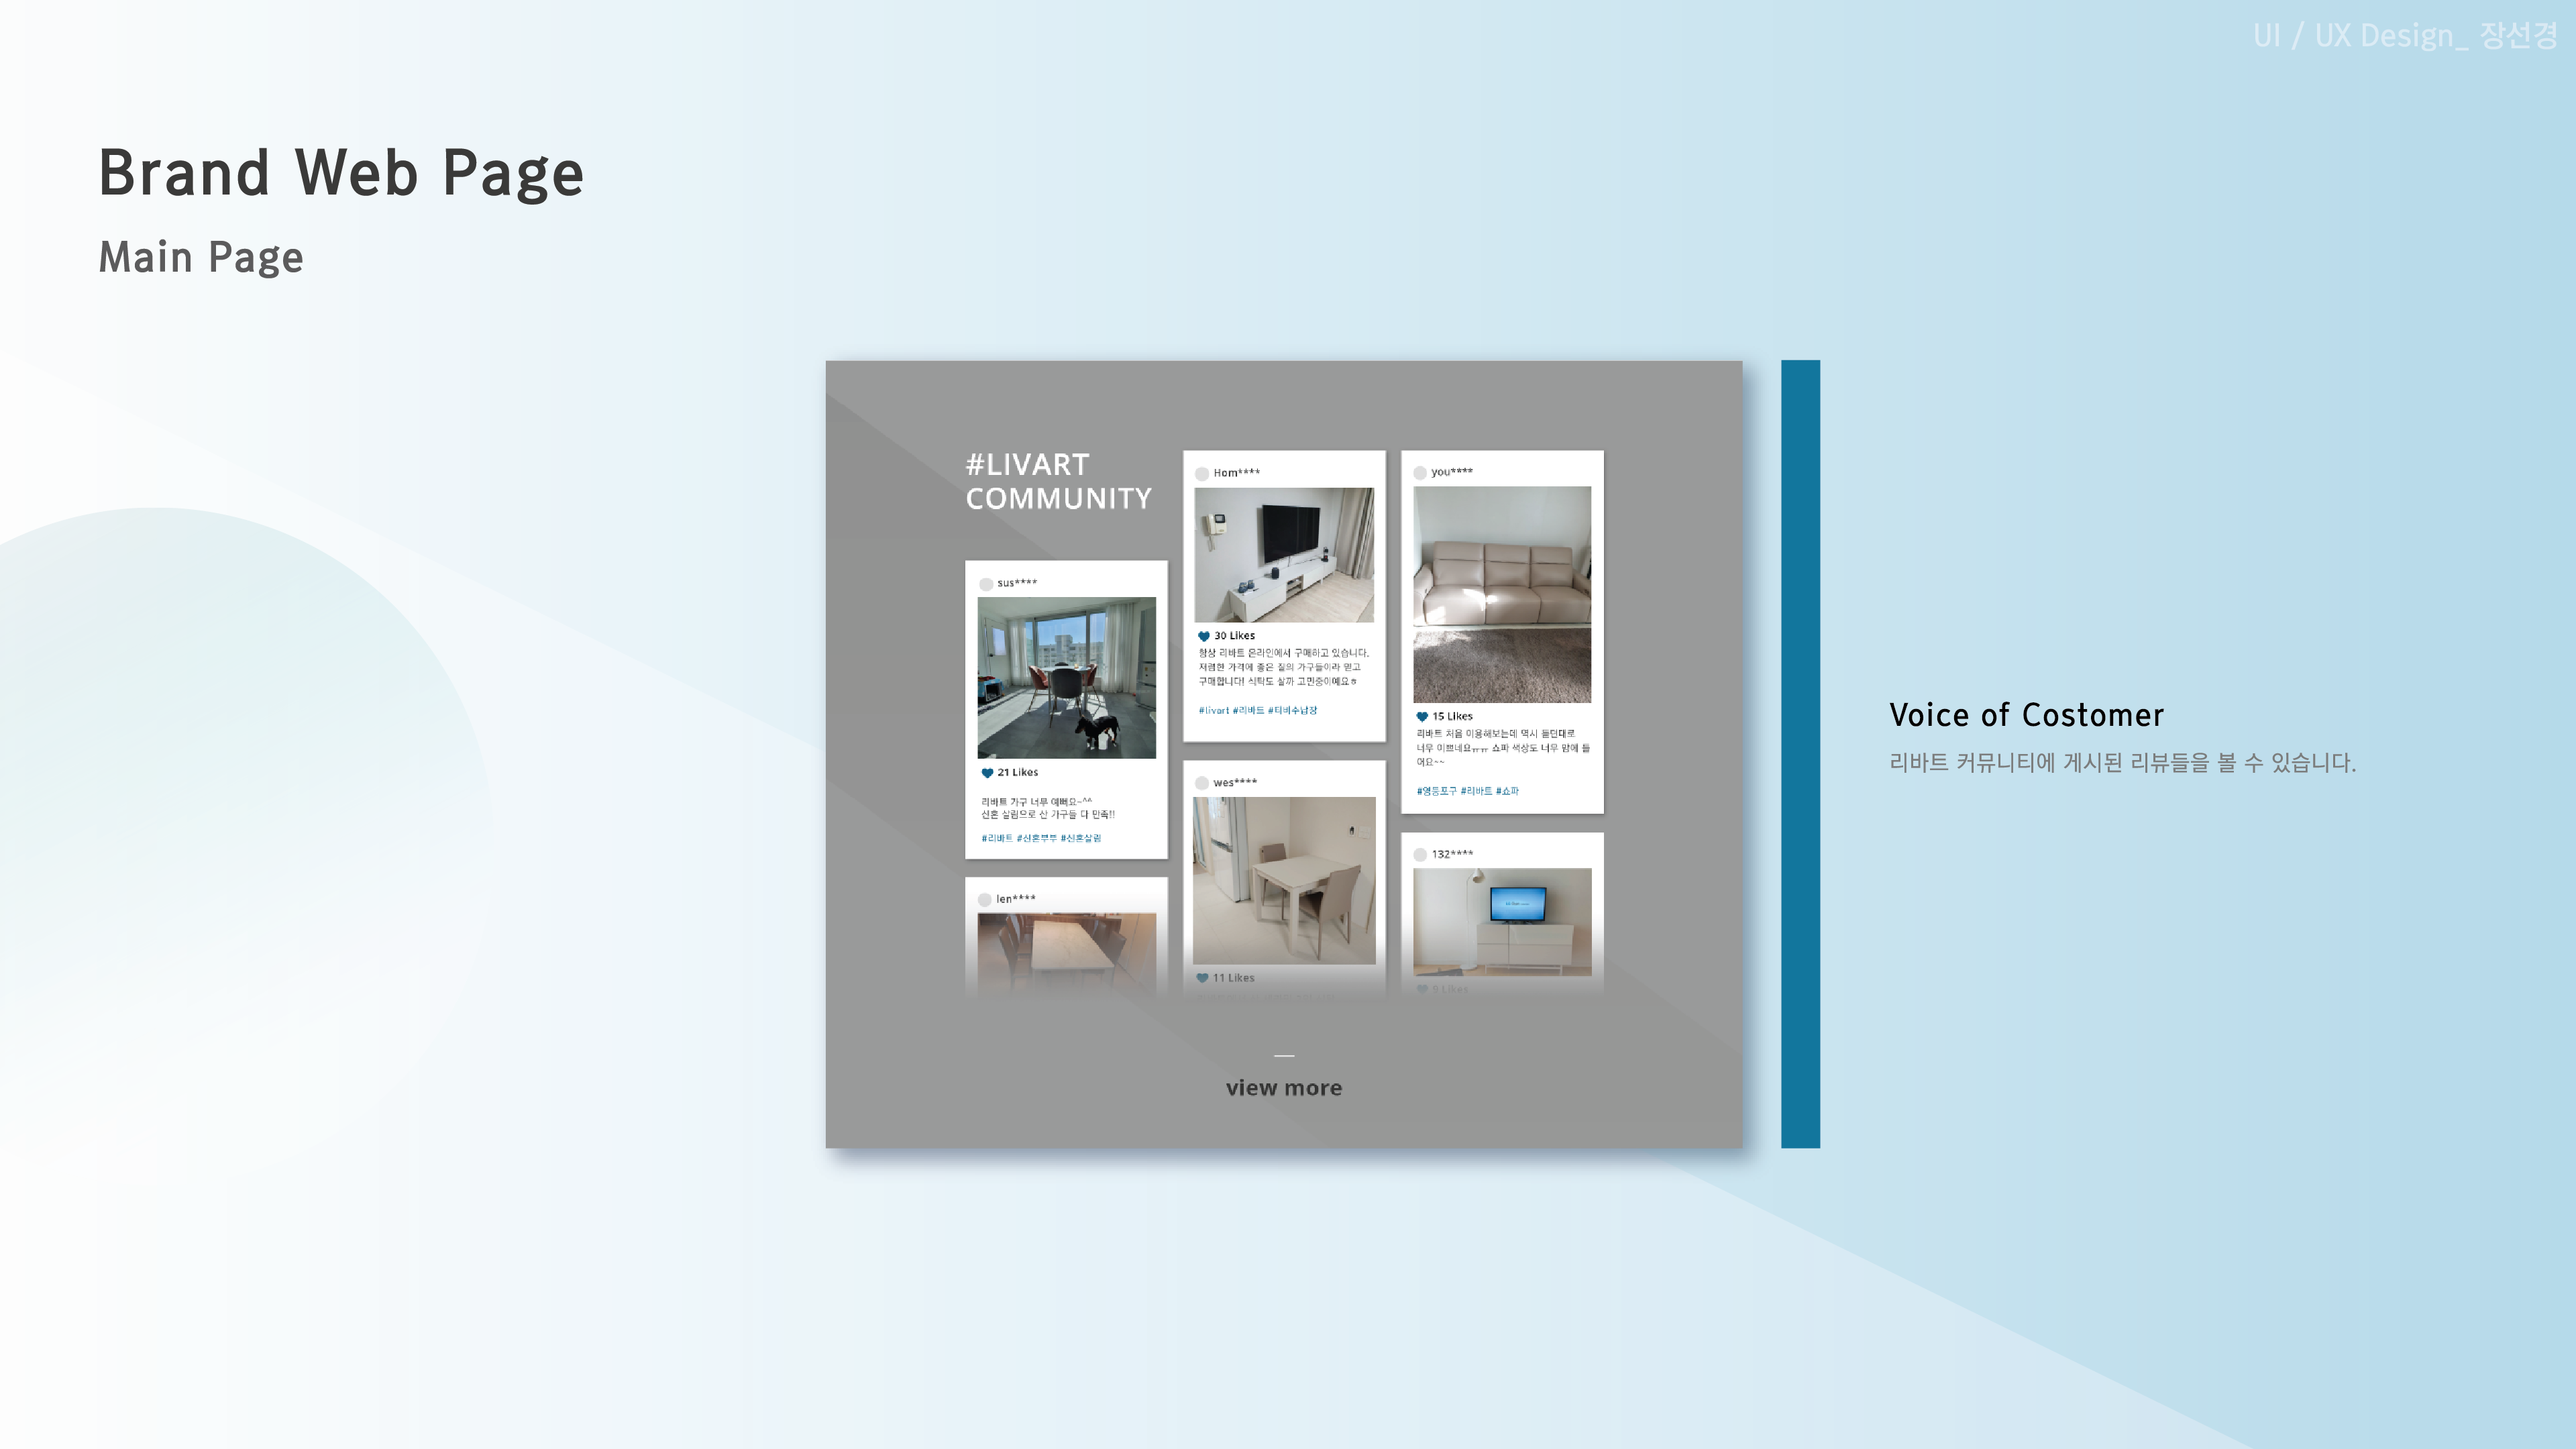 UI / UX Design_ 장선경
Brand Web Page
Main Page
#LIVART
COMMUNITY
sus****
21 Likes
리바트 가구 너무 예뻐요~^^
신혼 살림으로 산 가구들 다 만족!!
#리바트 #신혼부부 #신혼살림
len****
Hom****
30 Likes
항상 리바트 온라인에서 구매하고 있습니다.
저렴한 가격에 좋은 질의 가구들이라 믿고
구매합니다! 식탁도 살까 고민중이예요ㅎ
#livart #리바트 #티비수납장
wes****
11 Likes
you****
15 Likes
리바트 처음 이용해보는데 역시 듣던대로
너무 이쁘네요ㅠㅠ 쇼파 색상도 너무 맘에 들
어요~~
#영등포구 #리바트 #쇼파
132****
9 Likes
view more
Voice of Costomer
리바트 커뮤니티에 게시된 리뷰들을 볼 수 있습니다.